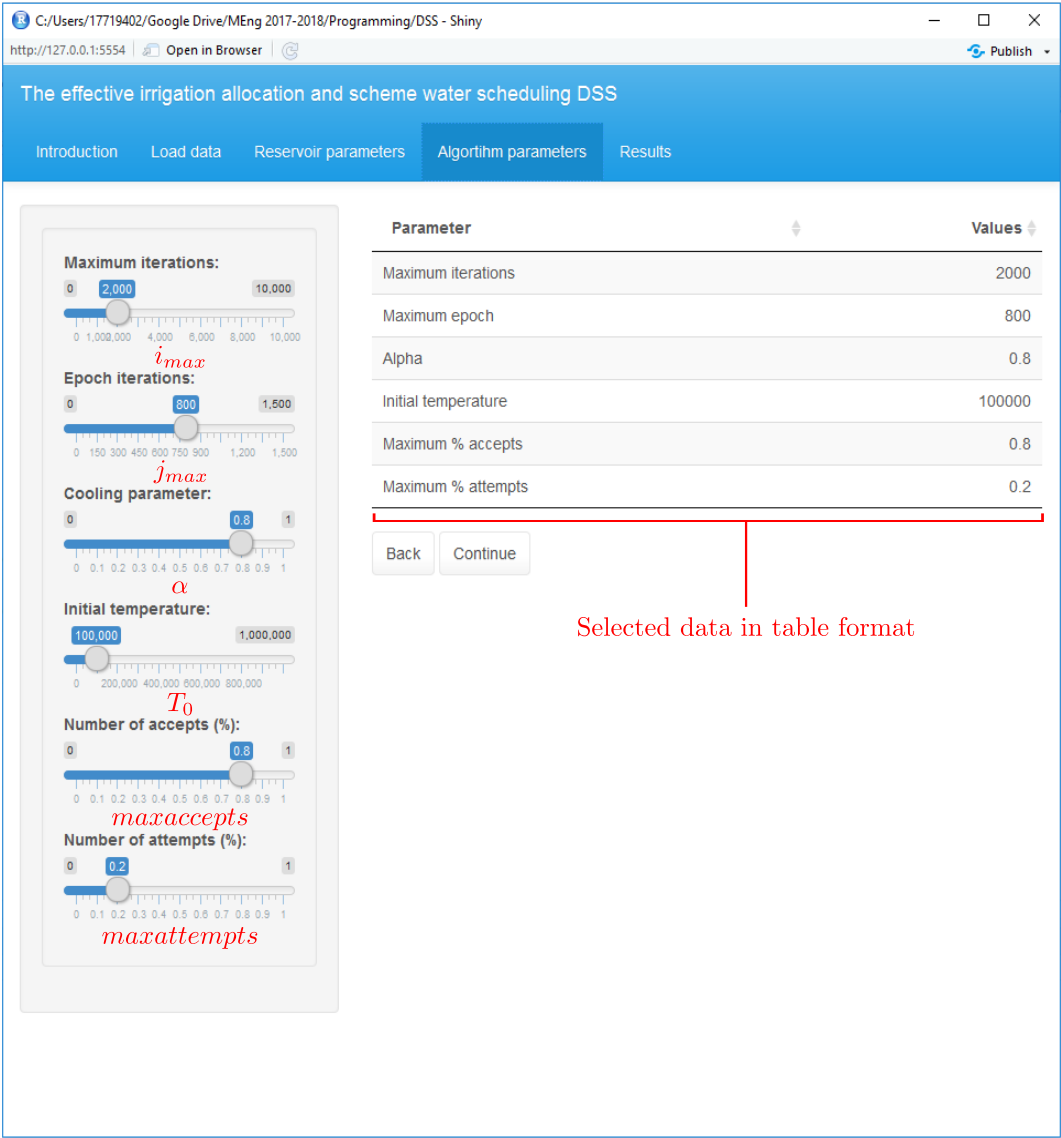 C:/Users/17719402/Google Drive/MEng 2017-2018/Programming/DSS - Shiny
http://127.0.0.1:5554 Open in Browser Publish
The effective irrigation allocation and scheme water scheduling DSS
Introduction Load data Reservoir parameters Algortihm parameters Results
Maximum iterations:
0 2,000 10,000
0 1,000 2,000 4,000 6,000 8,000 10,000
i_max
Epoch iterations:
0 800 1,500
0 150 300 450 600 750 900 1,200 1,500
j_max
Cooling parameter:
0 0.8 1
0 0.1 0.2 0.3 0.4 0.5 0.6 0.7 0.8 0.9 1
α
Initial temperature:
100,000 1,000,000
0 200,000 400,000 600,000 800,000
T_0
Number of accepts (%):
0 0.8 1
0 0.1 0.2 0.3 0.4 0.5 0.6 0.7 0.8 0.9 1
maxaccepts
Number of attempts (%):
0 0.2 1
0 0.1 0.2 0.3 0.4 0.5 0.6 0.7 0.8 0.9 1
maxattempts
Parameter Values
Maximum iterations 2000
Maximum epoch 800
Alpha 0.8
Initial temperature 100000
Maximum % accepts 0.8
Maximum % attempts 0.2
Back Continue
Selected data in table format